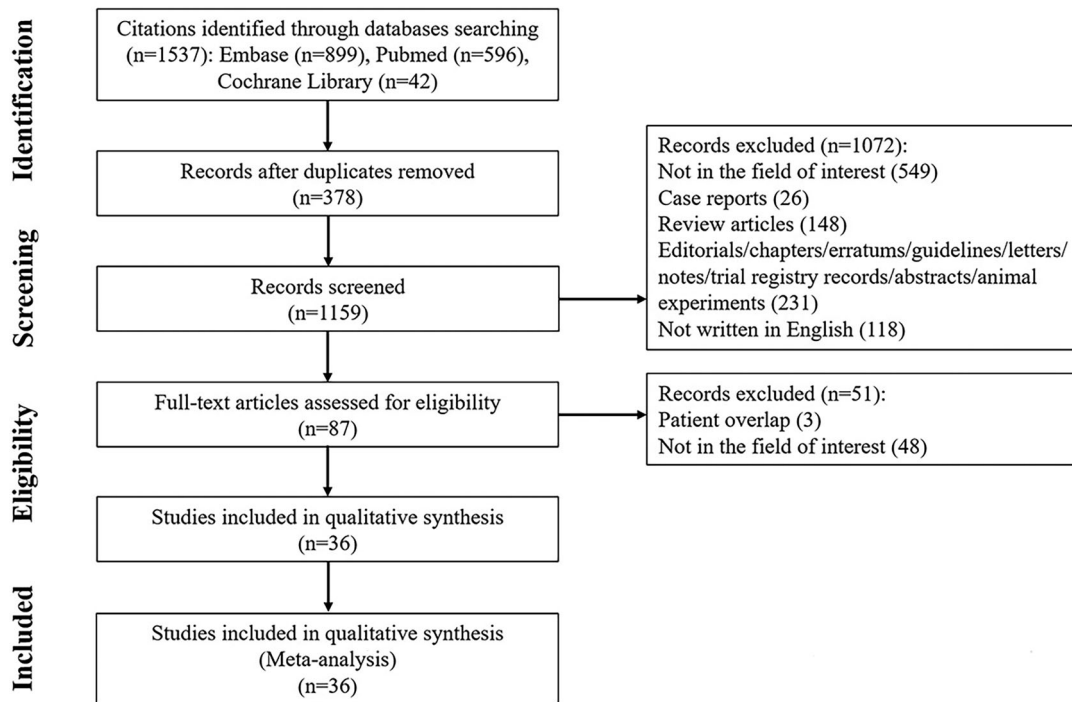 Identification
Citations identified through databases searching
(n=1537): Embase (n=899), Pubmed (n=596),
Cochrane Library (n=42)
Records after duplicates removed
(n=378)
Screening
Records screened
(n=1159)
Records excluded (n=1072):
Not in the field of interest (549)
Case reports (26)
Review articles (148)
Editorials/chapters/erratums/guidelines/letters/
notes/trial registry records/abstracts/animal
experiments (231)
Not written in English (118)
Eligibility
Full-text articles assessed for eligibility
(n=87)
Records excluded (n=51):
Patient overlap (3)
Not in the field of interest (48)
Studies included in qualitative synthesis
(n=36)
Included
Studies included in qualitative synthesis
(Meta-analysis)
(n=36)